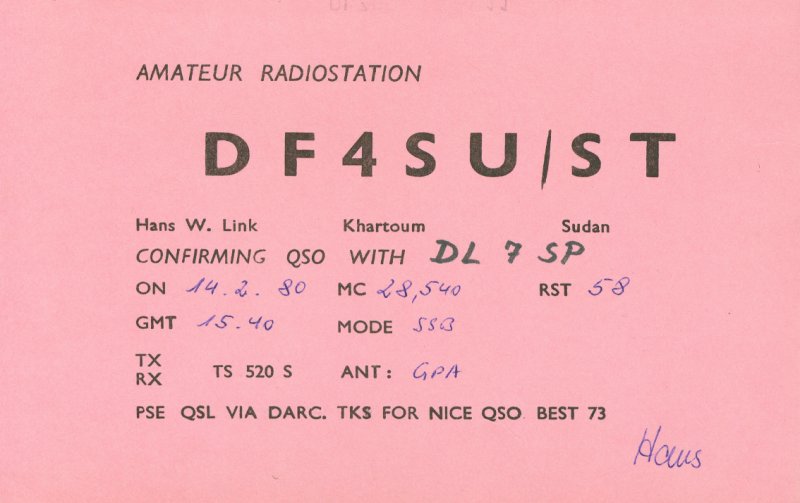 AMATEUR RADIOSTATION
DF4SU/ST
Hans W. Link Khartoum Sudan
CONFIRMING QSO WITH DL 7 SP
ON 14.2.80 MC 28,540 RST 58
GMT 15.40 MODE SSB
TX
RX TS 520 S ANT: GPA
PSE QSL VIA DARC. TKS FOR NICE QSO BEST 73
Hans